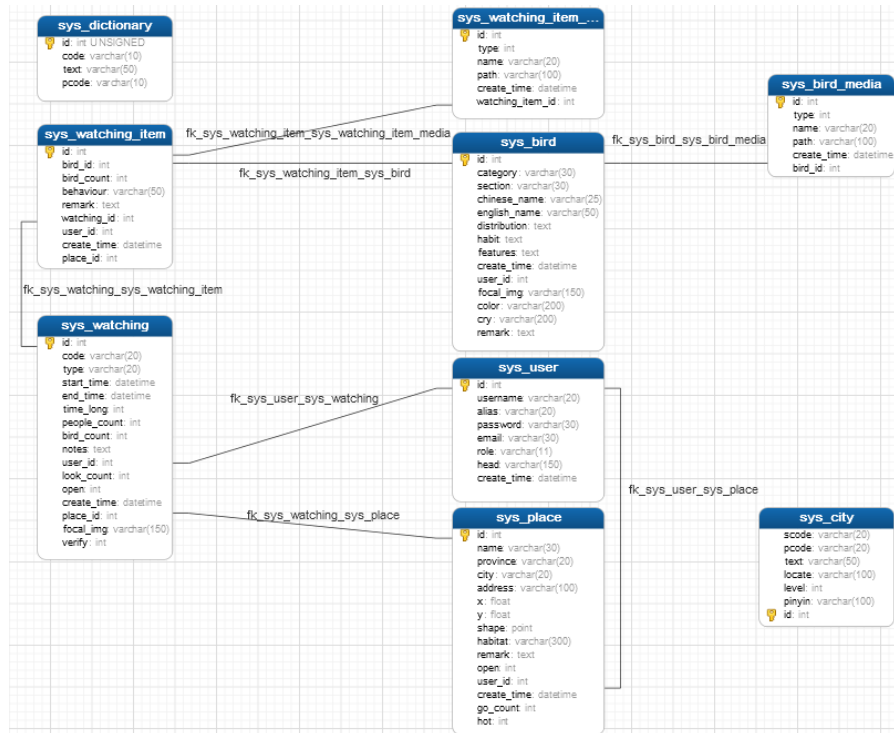 sys_dictionary
id: int UNSIGNED
code: varchar(10)
text: varchar(50)
pcode: varchar(10)
sys_watching_item_...
id: int
type: int
name: varchar(20)
path: varchar(100)
create_time: datetime
watching_item_id: int
sys_bird_media
id: int
type: int
name: varchar(20)
path: varchar(100)
create_time: datetime
bird_id: int
sys_watching_item
id: int
bird_id: int
bird_count: int
behaviour: varchar(50)
remark: text
watching_id: int
user_id: int
create_time: datetime
place_id: int
fk_sys_watching_item_sys_watching_item_media
fk_sys_watching_item_sys_bird
sys_bird
id: int
category: varchar(30)
section: varchar(30)
chinese_name: varchar(25)
english_name: varchar(50)
distribution: text
habit: text
features: text
create_time: datetime
user_id: int
focal_img: varchar(150)
color: varchar(200)
cry: varchar(200)
remark: text
fk_sys_bird_sys_bird_media
fk_sys_watching_sys_watching_item
sys_watching
id: int
code: varchar(20)
type: varchar(20)
start_time: datetime
end_time: datetime
time_long: int
people_count: int
bird_count: int
notes: text
user_id: int
look_count: int
open: int
create_time: datetime
place_id: int
focal_img: varchar(150)
verify: int
fk_sys_user_sys_watching
fk_sys_watching_sys_place
sys_user
id: int
username: varchar(20)
alias: varchar(20)
password: varchar(30)
email: varchar(30)
role: varchar(11)
head: varchar(150)
create_time: datetime
fk_sys_user_sys_place
sys_place
id: int
name: varchar(30)
province: varchar(20)
city: varchar(20)
address: varchar(100)
x: float
y: float
shape: point
habitat: varchar(300)
remark: text
open: int
user_id: int
create_time: datetime
go_count: int
hot: int
sys_city
scode: varchar(20)
pcode: varchar(20)
text: varchar(50)
locate: varchar(100)
level: int
pinyin: varchar(100)
id: int